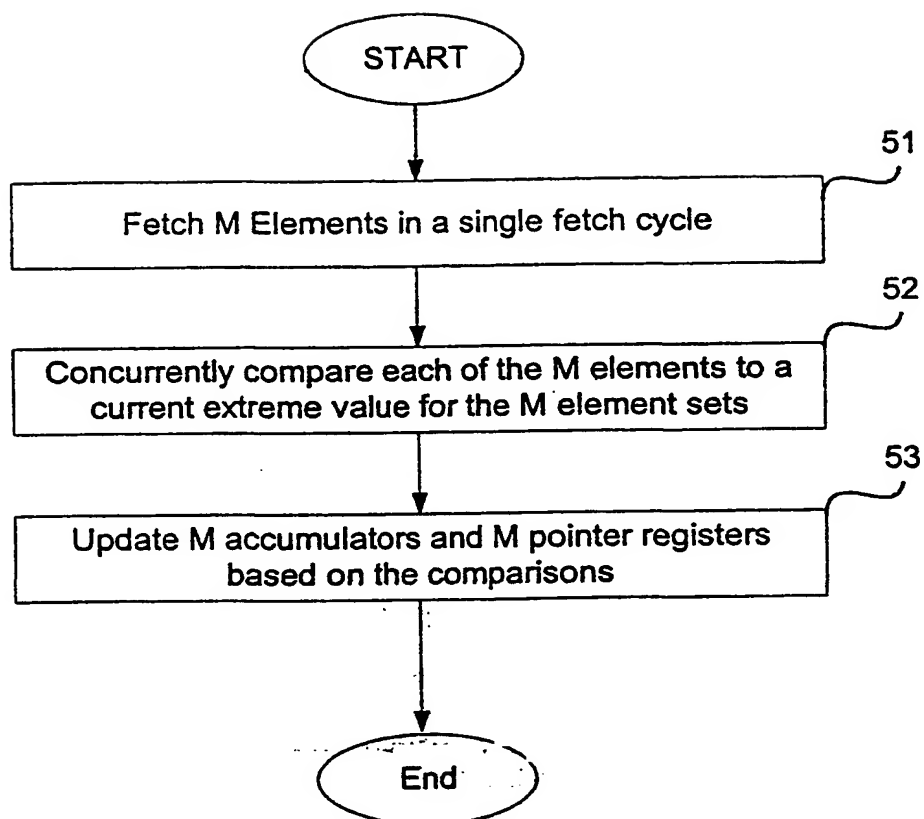 START
51
Fetch M Elements in a single fetch cycle
52
Concurrently compare each of the M elements to a
current extreme value for the M element sets
53
Update M accumulators and M pointer registers
based on the comparisons
End